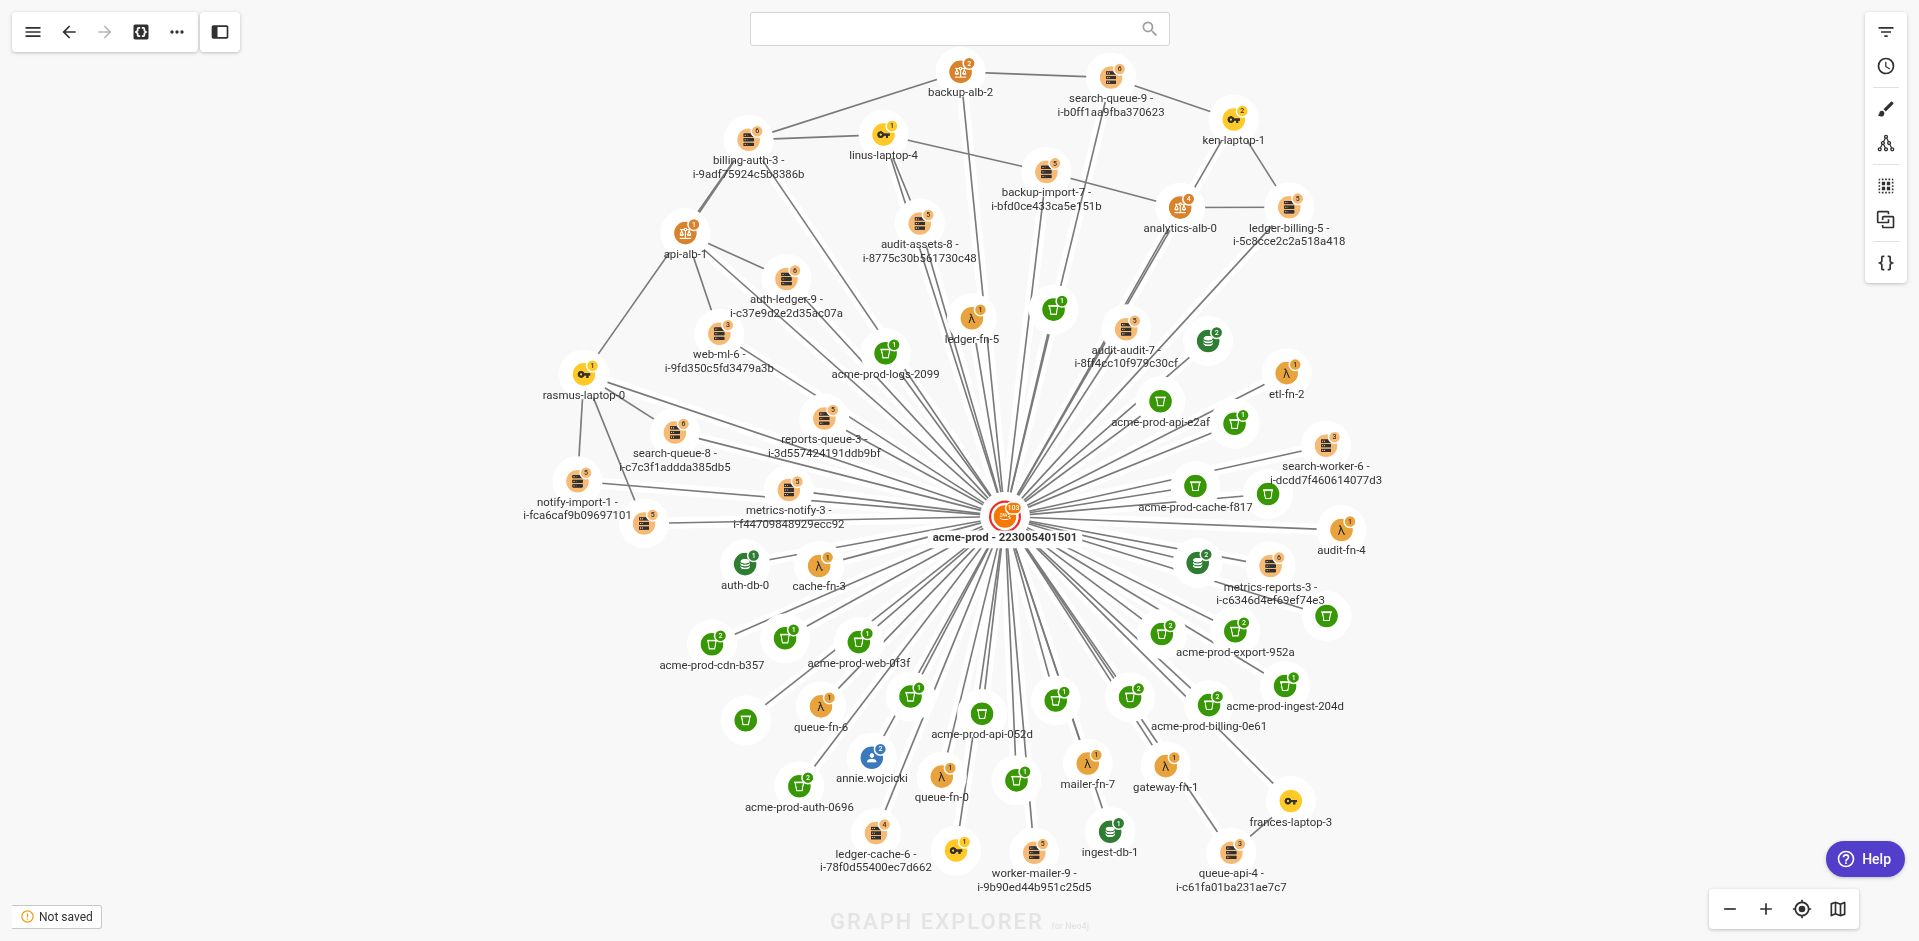 backup-alb-2
search-queue-9 -
i-b0ff1aa9fba370623
ken-laptop-1
linus-laptop-4
billing-auth-3 -
i-9adf75924c5b8386b
backup-import-7 -
i-bfd0ce433ca5e151b
analytics-alb-0
ledger-billing-5 -
i-5c8cce2c2a518a418
audit-assets-8 -
i-8775c30b561730c48
api-alb-1
auth-ledger-9 -
i-c37e9d2e2d35ac07a
ledger-fn-5
web-ml-6 -
i-9fd350c5fd3479a3b
acme-prod-logs-2099
audit-audit-7 -
i-8ff4cc10f979c30cf
rasmus-laptop-0
etl-fn-2
acme-prod-api-e2af
reports-queue-3 -
i-3d557424191ddb9bf
search-queue-8 -
i-c7c3f1addda385db5
search-worker-6 -
i-dcdd7f460614077d3
notify-import-1 -
i-fca6caf9b09697101
metrics-notify-3 -
i-f44709848929ecc92
acme-prod-cache-f817
103
acme-prod - 223005401501
audit-fn-4
auth-db-0
cache-fn-3
metrics-reports-3 -
i-c6346d4ef69ef74e3
acme-prod-cdn-b357
acme-prod-web-0f3f
acme-prod-export-952a
acme-prod-ingest-204d
queue-fn-6
acme-prod-api-052d
acme-prod-billing-0e61
annie.wojcicki
acme-prod-auth-0696
queue-fn-0
mailer-fn-7
gateway-fn-1
frances-laptop-3
ledger-cache-6 -
i-78f0d55400ec7d662
ingest-db-1
worker-mailer-9 -
i-9b90ed44b951c25d5
queue-api-4 -
i-c61fa01ba231ae7c7
Help
Not saved
GRAPH EXPLORER for Neo4j